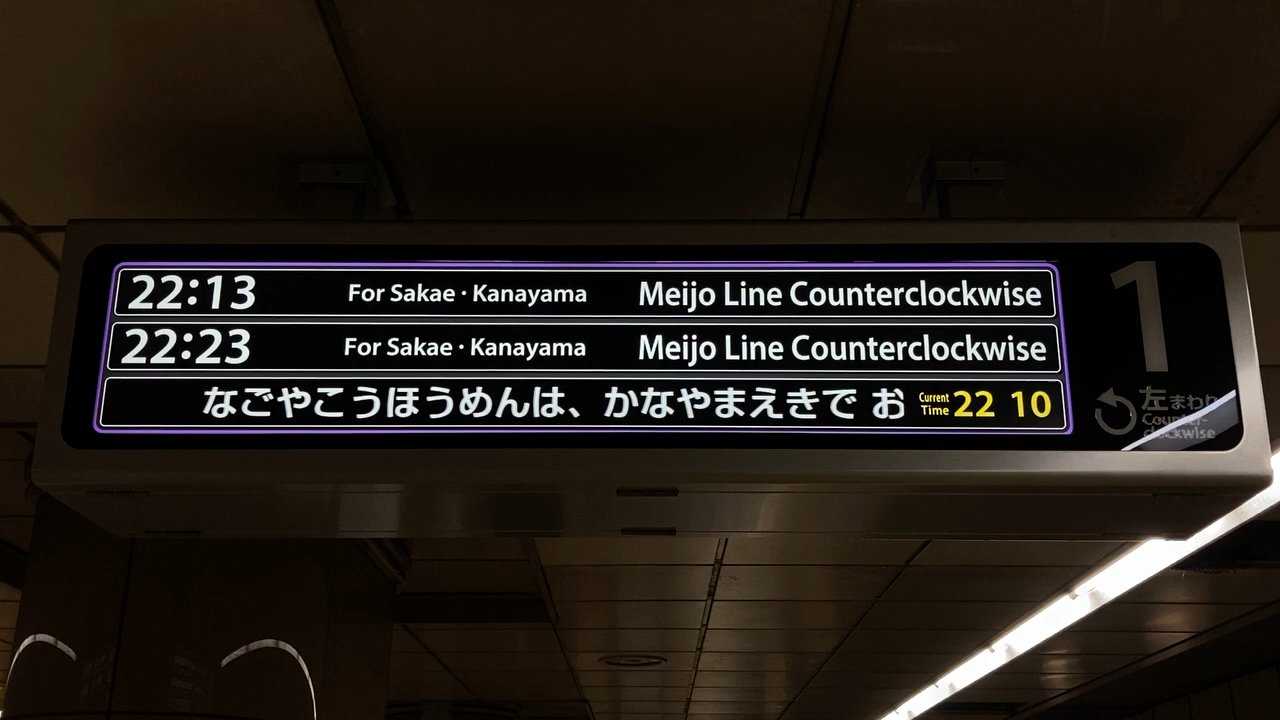 22:13 For Sakae・Kanayama Meijo Line Counterclockwise
22:23 For Sakae・Kanayama Meijo Line Counterclockwise
なごやこうほうめんは、かなやまえきで お
Current
Time 22 10
1
左まわり
Counter-
clockwise